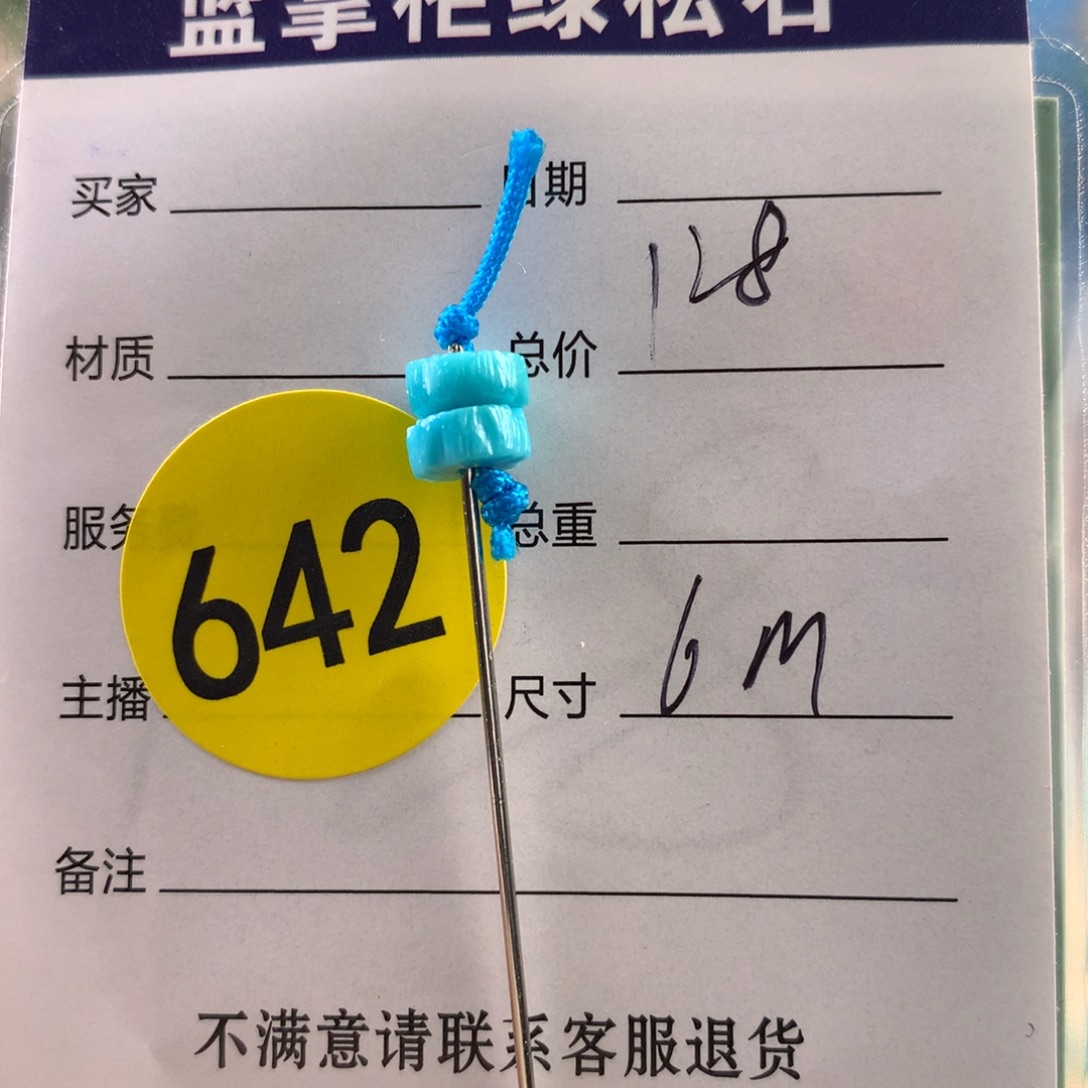 蓝掌柜绿松石
买家 日期
128
材质 总价
服务费 总重
642
6M
主播 尺寸
备注
不满意请联系客服退货